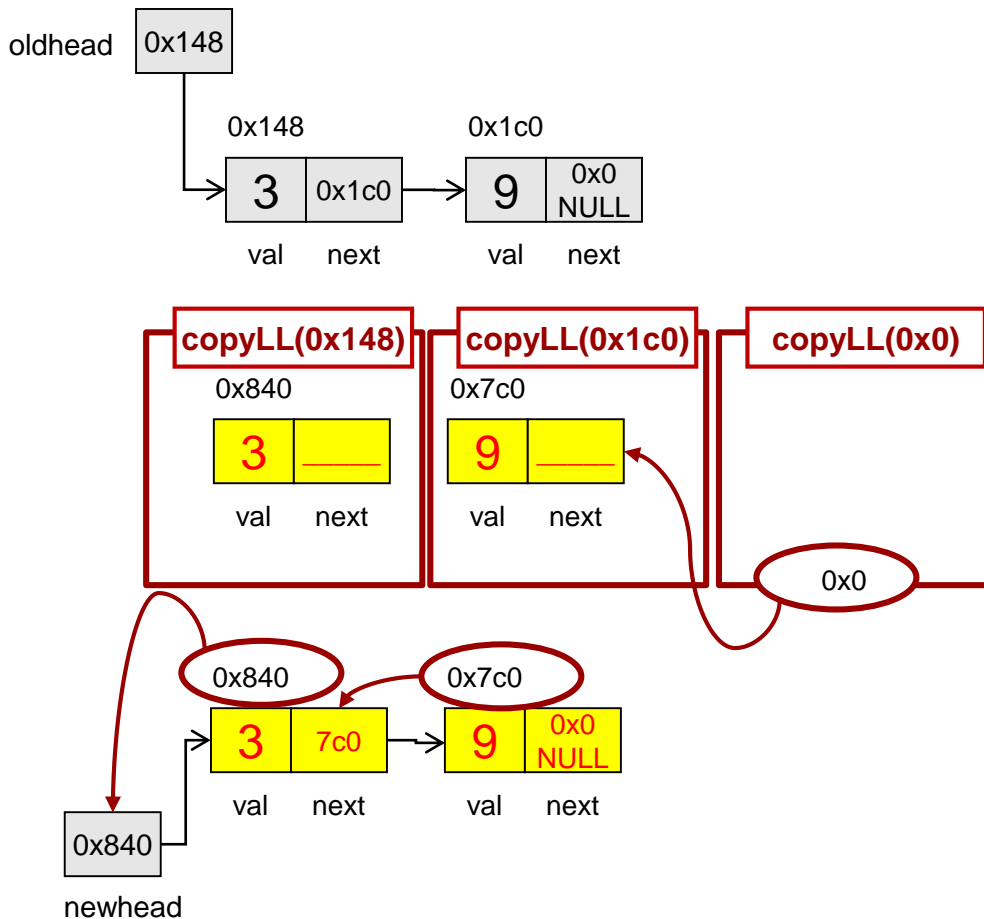 oldhead
0x148
0x148
0x1c0
3
0x1c0
9
0x0
NULL
val
next
val
next
copyLL(0x148)
copyLL(0x1c0)
copyLL(0x0)
0x840
0x7c0
3
_____
9
_____
val
next
val
next
0x0
0x840
0x7c0
3
7c0
9
0x0
NULL
val
next
val
next
0x840
newhead